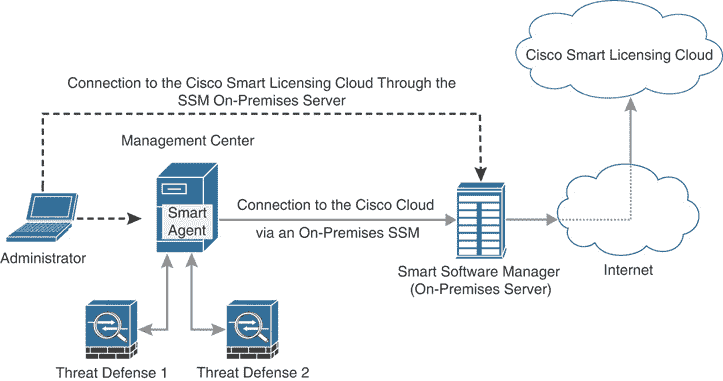 Cisco Smart Licensing Cloud
Connection to the Cisco Smart Licensing Cloud Through the
SSM On-Premises Server
Management Center
Smart
Agent
Connection to the Cisco Cloud
via an On-Premises SSM
Administrator
Smart Software Manager
(On-Premises Server)
Internet
Threat Defense 1
Threat Defense 2